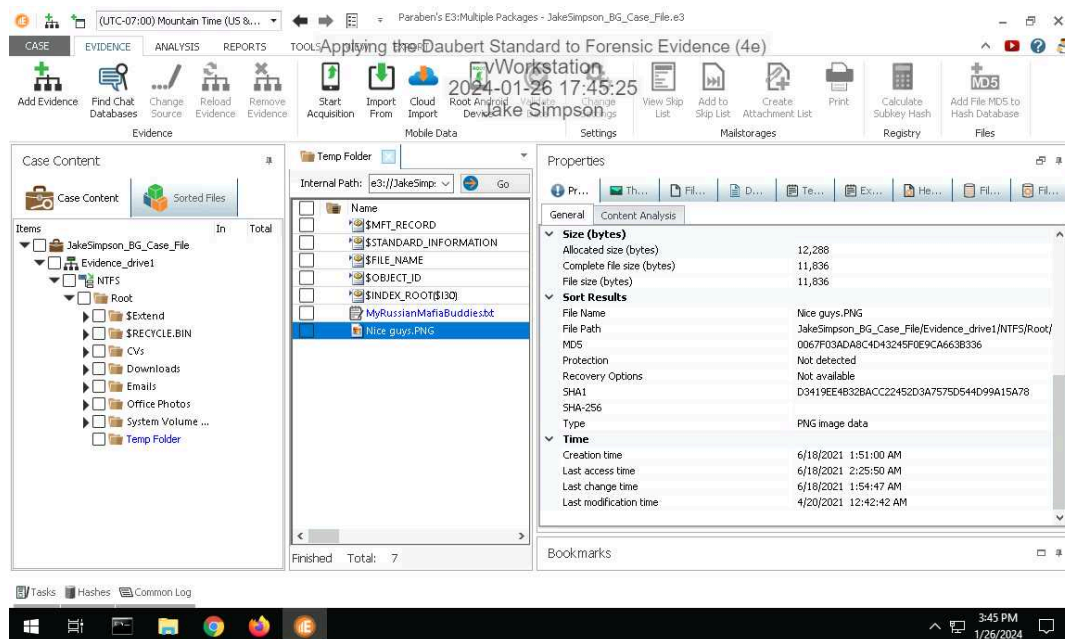 (UTC-07:00) Mountain Time (US &...
Paraben's E3:Multiple Packages - JakeSimpson_BG_Case_File.e3
CASE EVIDENCE ANALYSIS REPORTS TOOLS
Applying the Daubert Standard to Forensic Evidence (4e)
vWorkstation
2024-01-26 17:45:25
Jake Simpson
Add Evidence
Find Chat Databases
Change Source
Reload Evidence
Remove Evidence
Start Acquisition
Import From
Cloud Import
Root Android Device
Change
View Skip List
Add to Skip List
Create Attachment List
Print
Calculate Subkey Hash
MD5
Add File MD5 to Hash Database
Evidence Mobile Data Settings Mailstorages Registry Files
Case Content
Case Content Sorted Files
Items In Total
JakeSimpson_BG_Case_File
Evidence_drive1
NTFS
Root
$Extend
$RECYCLE.BIN
CVs
Downloads
Emails
Office Photos
System Volume ...
Temp Folder
Temp Folder
Internal Path: e3://JakeSimp: Go
Name
$MFT_RECORD
$STANDARD_INFORMATION
$FILE_NAME
$OBJECT_ID
$INDEX_ROOT($I30)
MyRussianMafiaBuddies.txt
Nice guys.PNG
Finished Total: 7
Properties
Pr... Th... Fil... D... Te... Ex... He... Fil... Fil...
General Content Analysis
Size (bytes)
Allocated size (bytes) 12,288
Complete file size (bytes) 11,836
File size (bytes) 11,836
Sort Results
File Name Nice guys.PNG
File Path JakeSimpson_BG_Case_File/Evidence_drive1/NTFS/Root/
MD5 0067F03ADA8C4D43245F0E9CA663B336
Protection Not detected
Recovery Options Not available
SHA1 D3419EE4B32BACC22452D3A7575D544D99A15A78
SHA-256
Type PNG image data
Time
Creation time 6/18/2021 1:51:00 AM
Last access time 6/18/2021 2:25:50 AM
Last change time 6/18/2021 1:54:47 AM
Last modification time 4/20/2021 12:42:42 AM
Bookmarks
Tasks Hashes Common Log
3:45 PM
1/26/2024